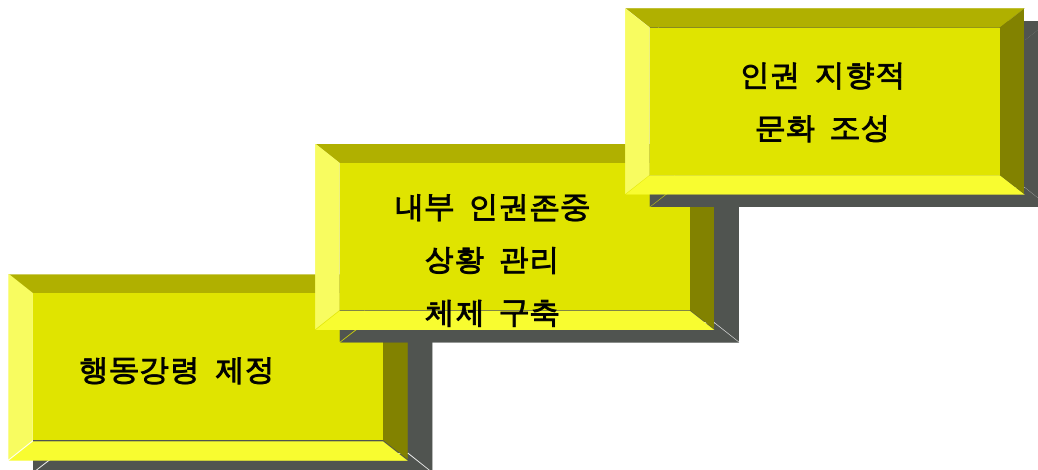 인권 지향적
문화 조성
내부 인권존중
상황 관리
체제 구축
행동강령 제정